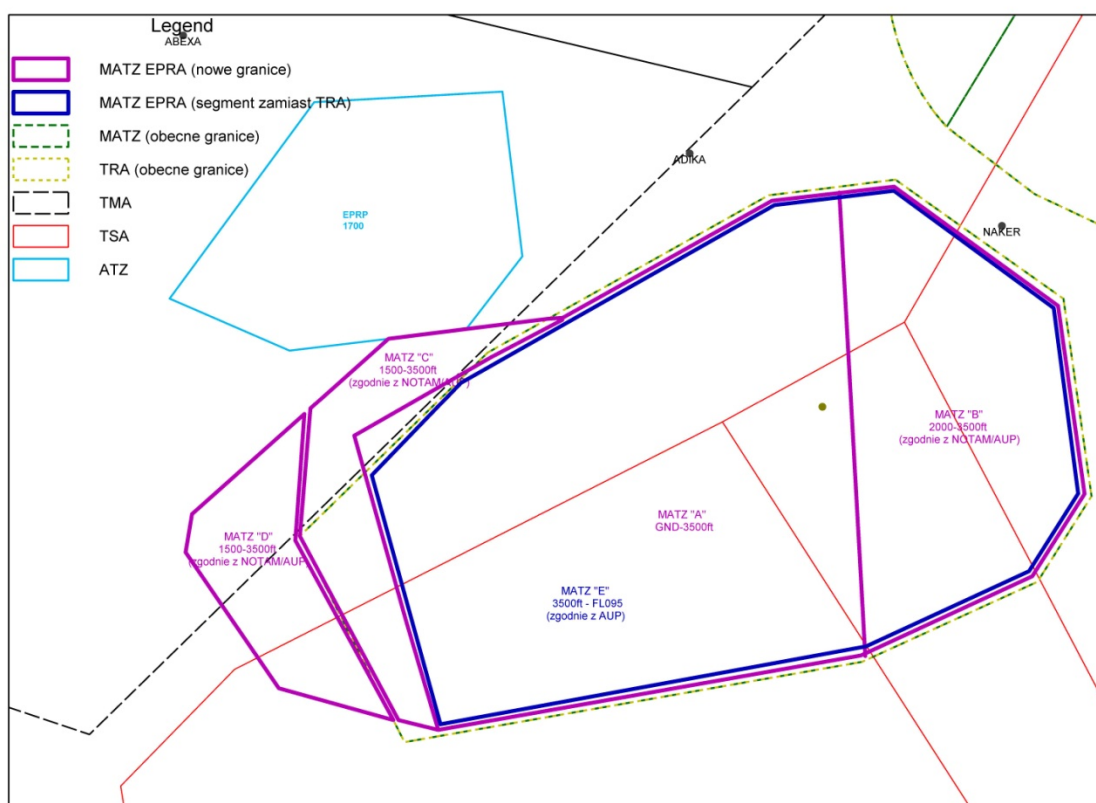 Legend
ABEXA
MATZ EPRA (nowe granice)
MATZ EPRA (segment zamiast TRA)
MATZ (obecne granice)
TRA (obecne granice)
TMA
TSA
ATZ
EPRP
1700
ADIKA
NAKER
MATZ "C"
1500-3500ft
(zgodnie z NOTAM/AUP)
MATZ "B"
2000-3500ft
(zgodnie z NOTAM/AUP)
MATZ "A"
GND-3500ft
MATZ "D"
1500-3500ft
(zgodnie z NOTAM/AUP
MATZ "E"
3500ft - FL095
(zgodnie z AUP)